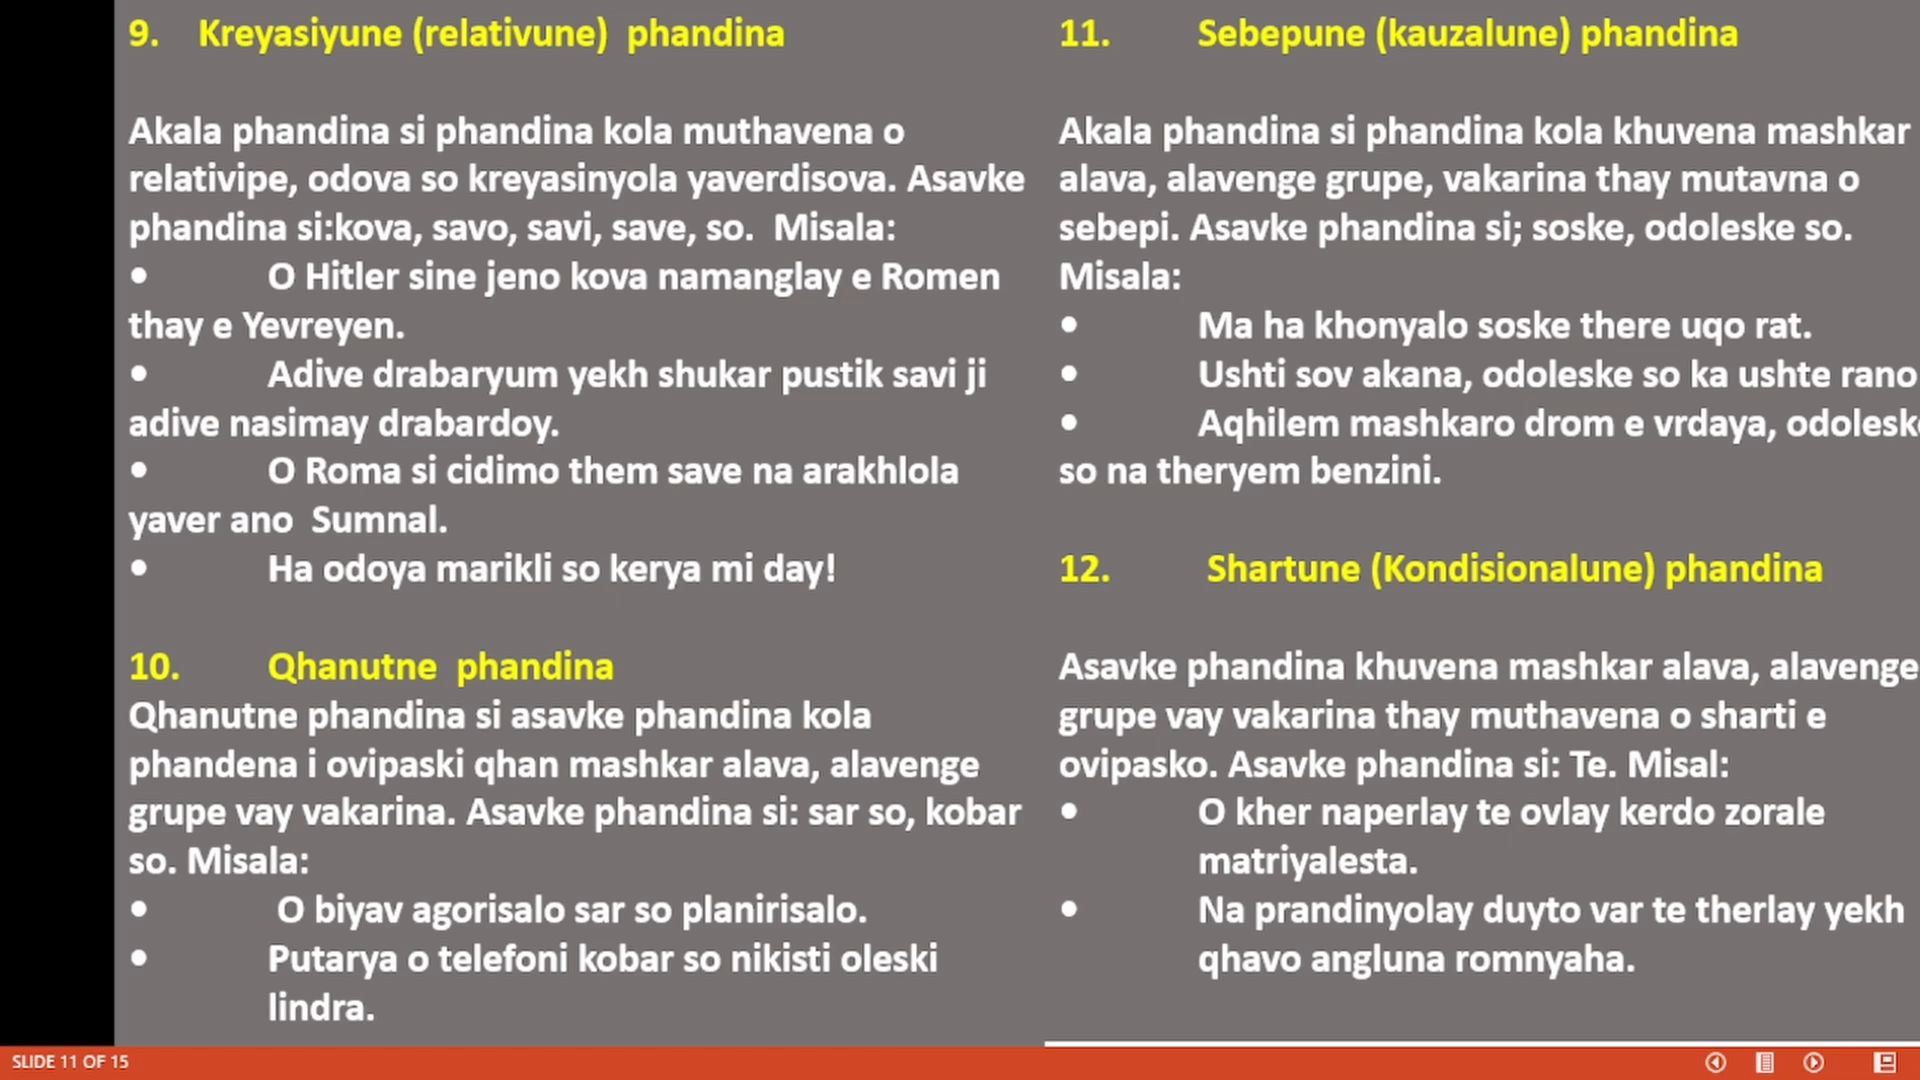 9. Kreyasiyune (relativune) phandina
Akala phandina si phandina kola muthavena o
relativipe, odova so kreyasinyola yaverdisova. Asavke
phandina si:kova, savo, savi, save, so. Misala:
• O Hitler sine jeno kova namanglay e Romen
thay e Yevreyen.
• Adive drabaryum yekh shukar pustik savi ji
adive nasimay drabardoy.
• O Roma si cidimo them save na arakhlola
yaver ano Sumnal.
• Ha odoya marikli so kerya mi day!
10. Qhanutne phandina
Qhanutne phandina si asavke phandina kola
phandena i ovipaski qhan mashkar alava, alavenge
grupe vay vakarina. Asavke phandina si: sar so, kobar
so. Misala:
• O biyav agorisalo sar so planirisalo.
• Putarya o telefoni kobar so nikisti oleski
lindra.
11. Sebepune (kauzalune) phandina
Akala phandina si phandina kola khuvena mashkar
alava, alavenge grupe, vakarina thay mutavna o
sebepi. Asavke phandina si; soske, odoleske so.
Misala:
• Ma ha khonyalo soske there uqo rat.
• Ushti sov akana, odoleske so ka ushte rano
• Aqhilem mashkaro drom e vrdaya, odoleske
so na theryem benzini.
12. Shartune (Kondisionalune) phandina
Asavke phandina khuvena mashkar alava, alavenge
grupe vay vakarina thay muthavena o sharti e
ovipasko. Asavke phandina si: Te. Misal:
• O kher naperlay te ovlay kerdo zorale
matriyalesta.
• Na prandinyolay duyto var te therlay yekh
qhavo angluna romnyaha.
SLIDE 11 OF 15